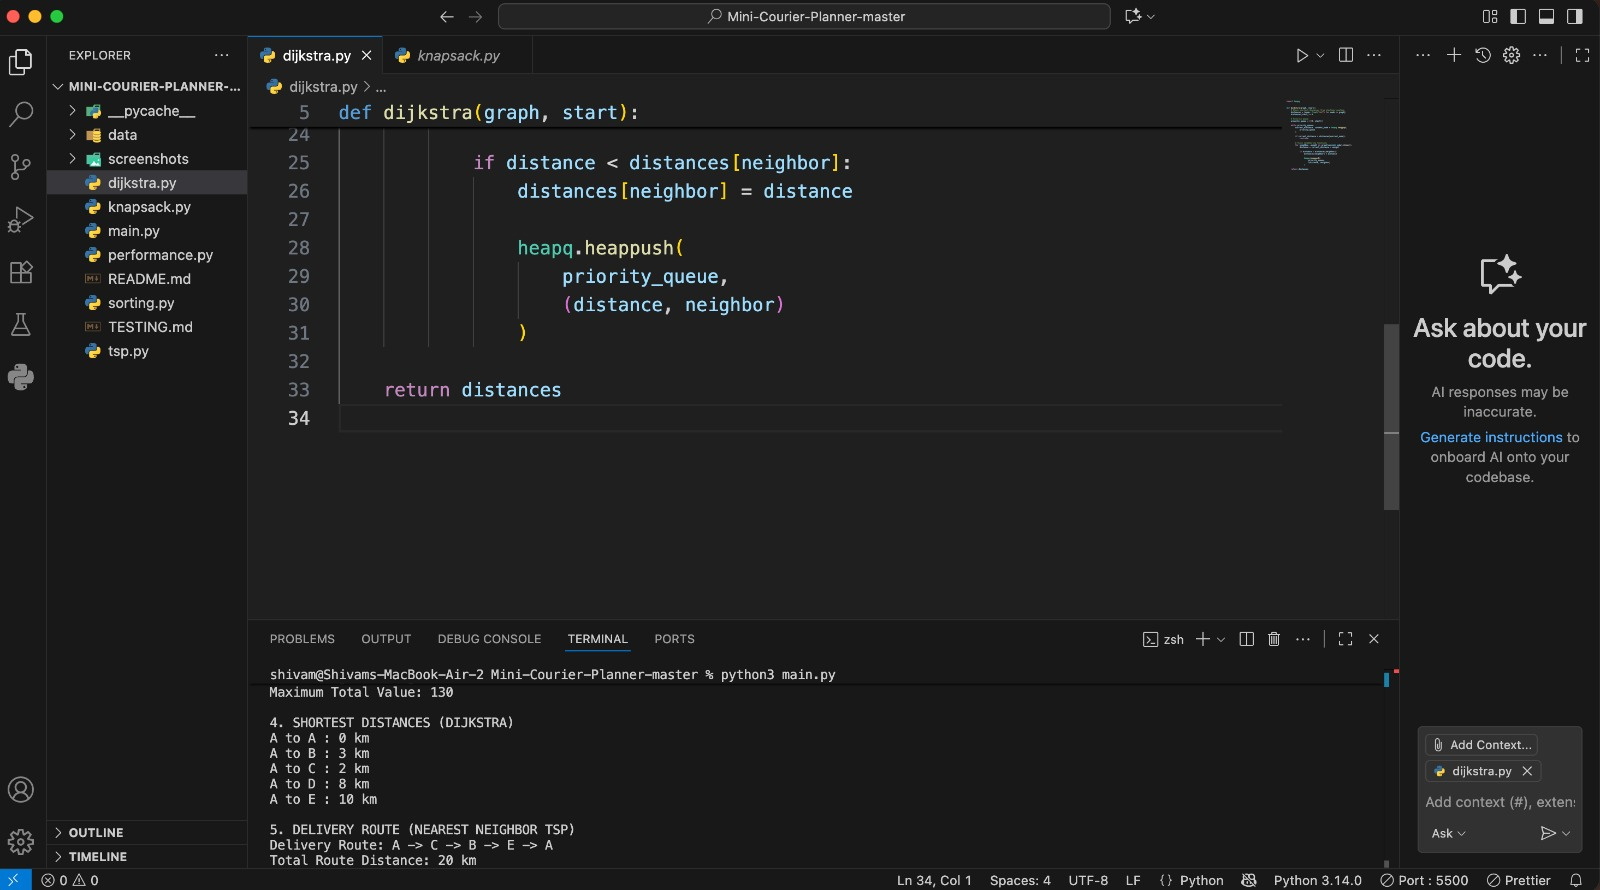 Mini-Courier-Planner-master
EXPLORER
MINI-COURIER-PLANNER-...
__pycache__
data
screenshots
dijkstra.py
knapsack.py
main.py
performance.py
README.md
sorting.py
TESTING.md
tsp.py
OUTLINE
TIMELINE
dijkstra.py
knapsack.py
dijkstra.py > ...
5 def dijkstra(graph, start):
24
25 if distance < distances[neighbor]:
26 distances[neighbor] = distance
27
28 heapq.heappush(
29 priority_queue,
30 (distance, neighbor)
31 )
32
33 return distances
34
PROBLEMS OUTPUT DEBUG CONSOLE TERMINAL PORTS
zsh
shivam@Shivams-MacBook-Air-2 Mini-Courier-Planner-master % python3 main.py
Maximum Total Value: 130
4. SHORTEST DISTANCES (DIJKSTRA)
A to A : 0 km
A to B : 3 km
A to C : 2 km
A to D : 8 km
A to E : 10 km
5. DELIVERY ROUTE (NEAREST NEIGHBOR TSP)
Delivery Route: A -> C -> B -> E -> A
Total Route Distance: 20 km
Ask about your
code.
AI responses may be
inaccurate.
Generate instructions to
onboard AI onto your
codebase.
Add Context...
dijkstra.py
Add context (#), exten
Ask
0 0
Ln 34, Col 1 Spaces: 4 UTF-8 LF {} Python Python 3.14.0 Port : 5500 Prettier